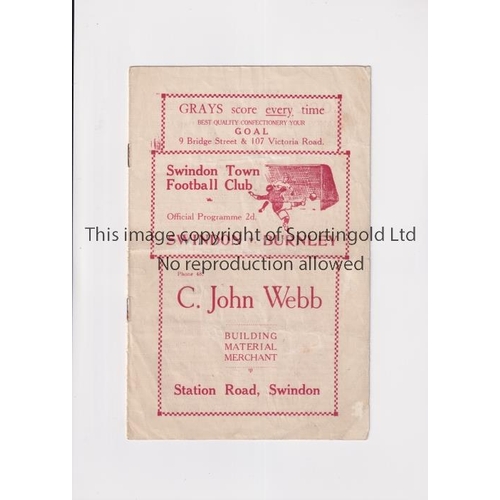 GRAYS score every time
BEST QUALITY CONFECTIONERY YOUR
GOAL
9 Bridge Street & 107 Victoria Road.
Swindon Town
Football Club
Official Programme 2d.
This image copyright of Sportingold Ltd
SWINDON v BURNLEY
No reproduction allowed
Phone
C. John Webb
BUILDING
MATERIAL
MERCHANT
Station Road, Swindon